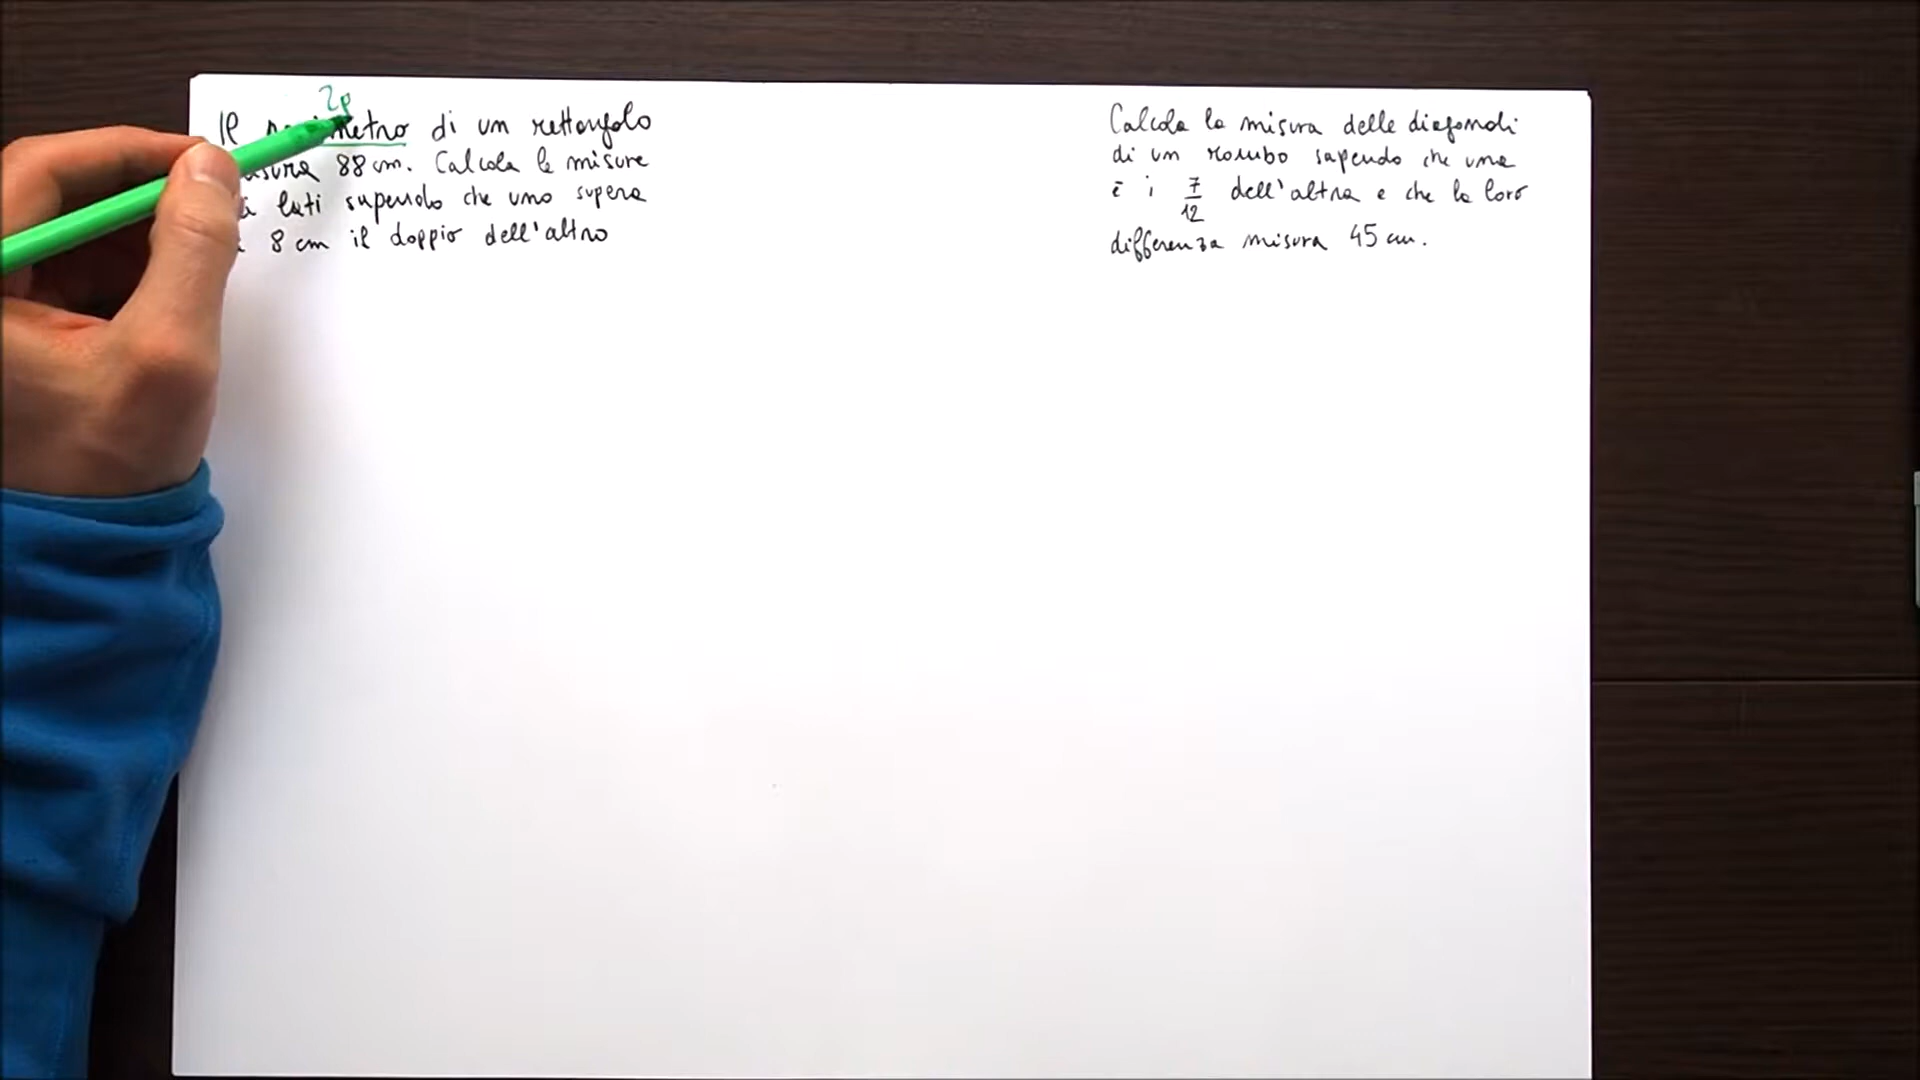 2p
Il perimetro di un rettangolo
misura 88 cm. Calcola le misure
lati sapendo che uno supera
8 cm il doppio dell'altro
Calcola la misura delle diagonali
di un rombo sapendo che una
è i 7/12 dell'altra e che la loro
differenza misura 45 cm.